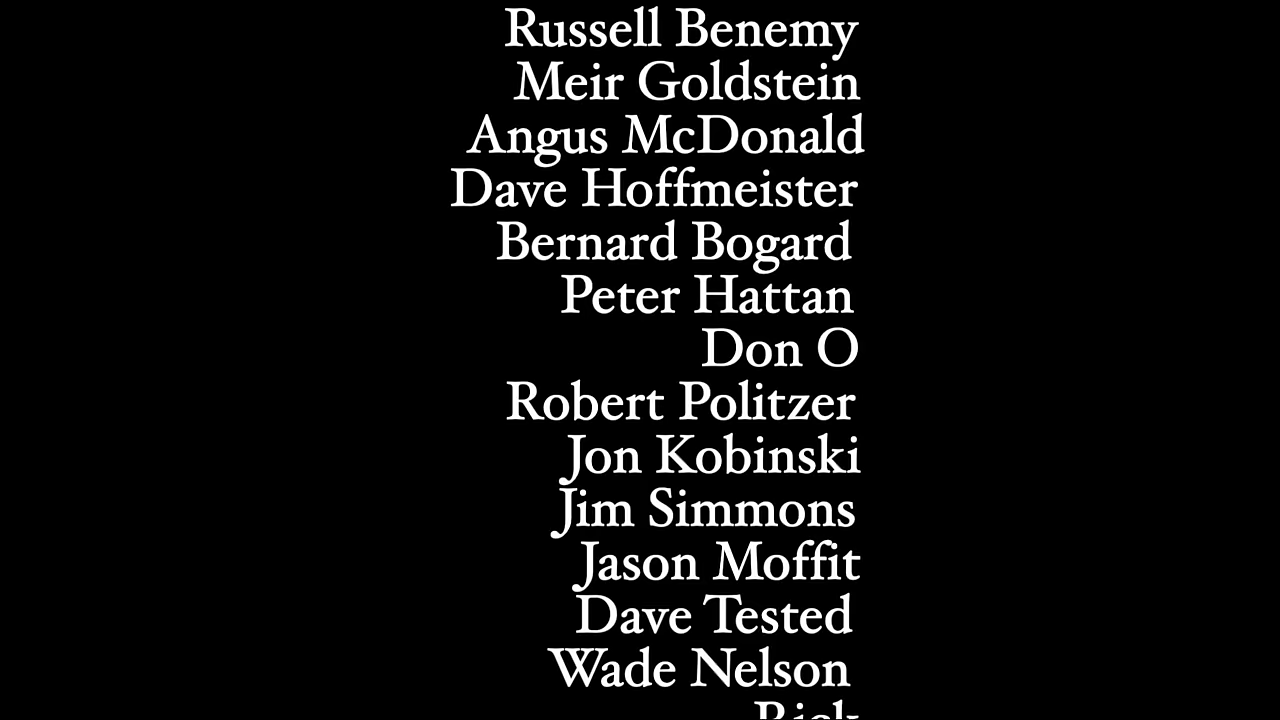 Russell Benemy
Meir Goldstein
Angus McDonald
Dave Hoffmeister
Bernard Bogard
Peter Hattan
Don O
Robert Politzer
Jon Kobinski
Jim Simmons
Jason Moffit
Dave Tested
Wade Nelson
Rick